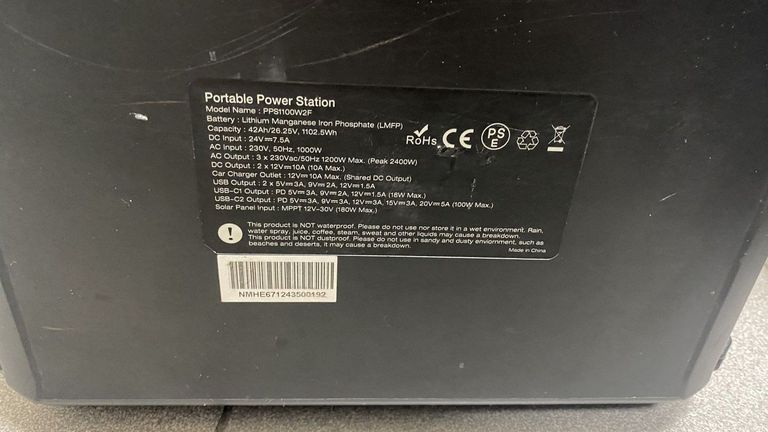 Portable Power Station
Model Name : PPS1100W2F
Battery : Lithium Manganese Iron Phosphate (LMFP)
Capacity : 42Ah/26.25V, 1102.5Wh
DC Input : 24V⎓7.5A
AC Input : 230V, 50Hz, 1000W
AC Output : 3 x 230Vac/50Hz 1200W Max. (Peak 2400W)
DC Output : 2 x 12V⎓10A (10A Max.)
Car Charger Outlet : 12V⎓10A Max. (Shared DC Output)
USB Output : 2 x 5V⎓3A, 9V⎓2A, 12V⎓1.5A
USB-C1 Output : PD 5V⎓3A, 9V⎓2A, 12V⎓1.5A (18W Max.)
USB-C2 Output : PD 5V⎓3A, 9V⎓3A, 12V⎓3A, 15V⎓3A, 20V⎓5A (100W Max.)
Solar Panel Input : MPPT 12V-30V (180W Max.)
RoHs CE PS E
! This product is NOT waterproof. Please do not use nor store it in a wet environment. Rain,
water spray, juice, coffee, steam, sweat and other liquids may cause a breakdown.
This product is NOT dustproof. Please do not use in sandy and dusty enviornment, such as
beaches and deserts, it may cause a breakdown.
Made in China
NMHE671243500192